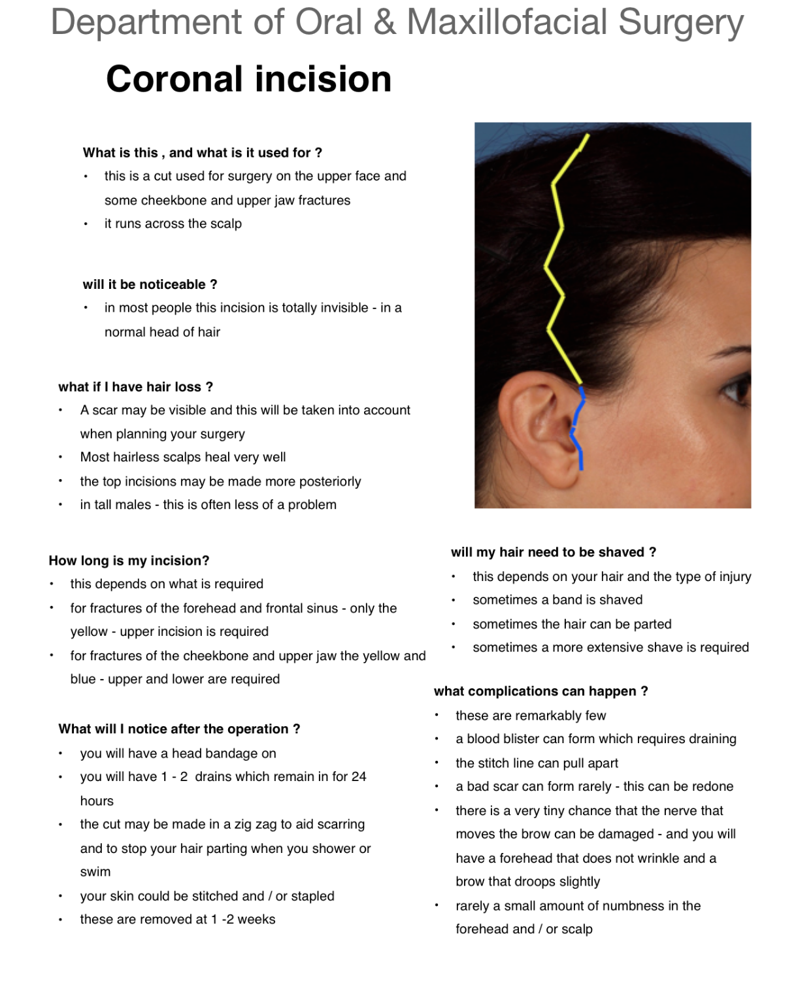 Department of Oral & Maxillofacial Surgery
Coronal incision
What is this , and what is it used for ?
• this is a cut used for surgery on the upper face and
some cheekbone and upper jaw fractures
• it runs across the scalp
will it be noticeable ?
• in most people this incision is totally invisible - in a
normal head of hair
what if I have hair loss ?
• A scar may be visible and this will be taken into account
when planning your surgery
• Most hairless scalps heal very well
• the top incisions may be made more posteriorly
• in tall males - this is often less of a problem
How long is my incision?
• this depends on what is required
• for fractures of the forehead and frontal sinus - only the
yellow - upper incision is required
• for fractures of the cheekbone and upper jaw the yellow and
blue - upper and lower are required
What will I notice after the operation ?
• you will have a head bandage on
• you will have 1 - 2  drains which remain in for 24
hours
• the cut may be made in a zig zag to aid scarring
and to stop your hair parting when you shower or
swim
• your skin could be stitched and / or stapled
• these are removed at 1 -2 weeks
will my hair need to be shaved ?
• this depends on your hair and the type of injury
• sometimes a band is shaved
• sometimes the hair can be parted
• sometimes a more extensive shave is required
what complications can happen ?
• these are remarkably few
• a blood blister can form which requires draining
• the stitch line can pull apart
• a bad scar can form rarely - this can be redone
• there is a very tiny chance that the nerve that
moves the brow can be damaged - and you will
have a forehead that does not wrinkle and a
brow that droops slightly
• rarely a small amount of numbness in the
forehead and / or scalp